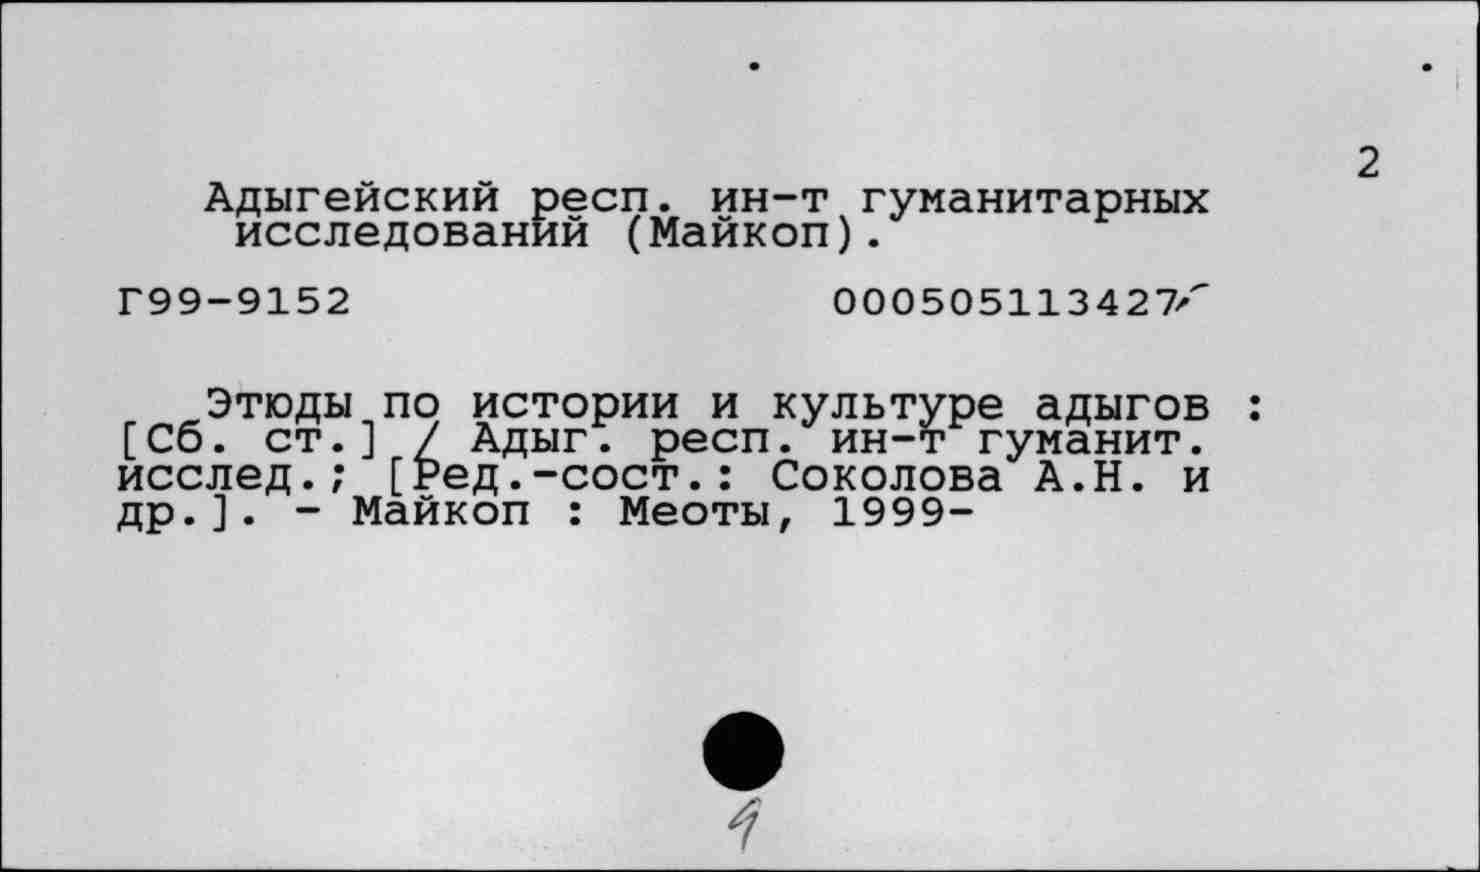 2
Адыгейский респ. ин-т гуманитарных
исследований (Майкоп).
Г99-9152 000505113427
Этюды по истории и культуре адыгов :
[Сб. ст.] / Адыг. респ. ин-т гуманит.
исслед.; [Ред.-сост.: Соколова А.Н. и
др.]. - Майкоп : Меоты, 1999-